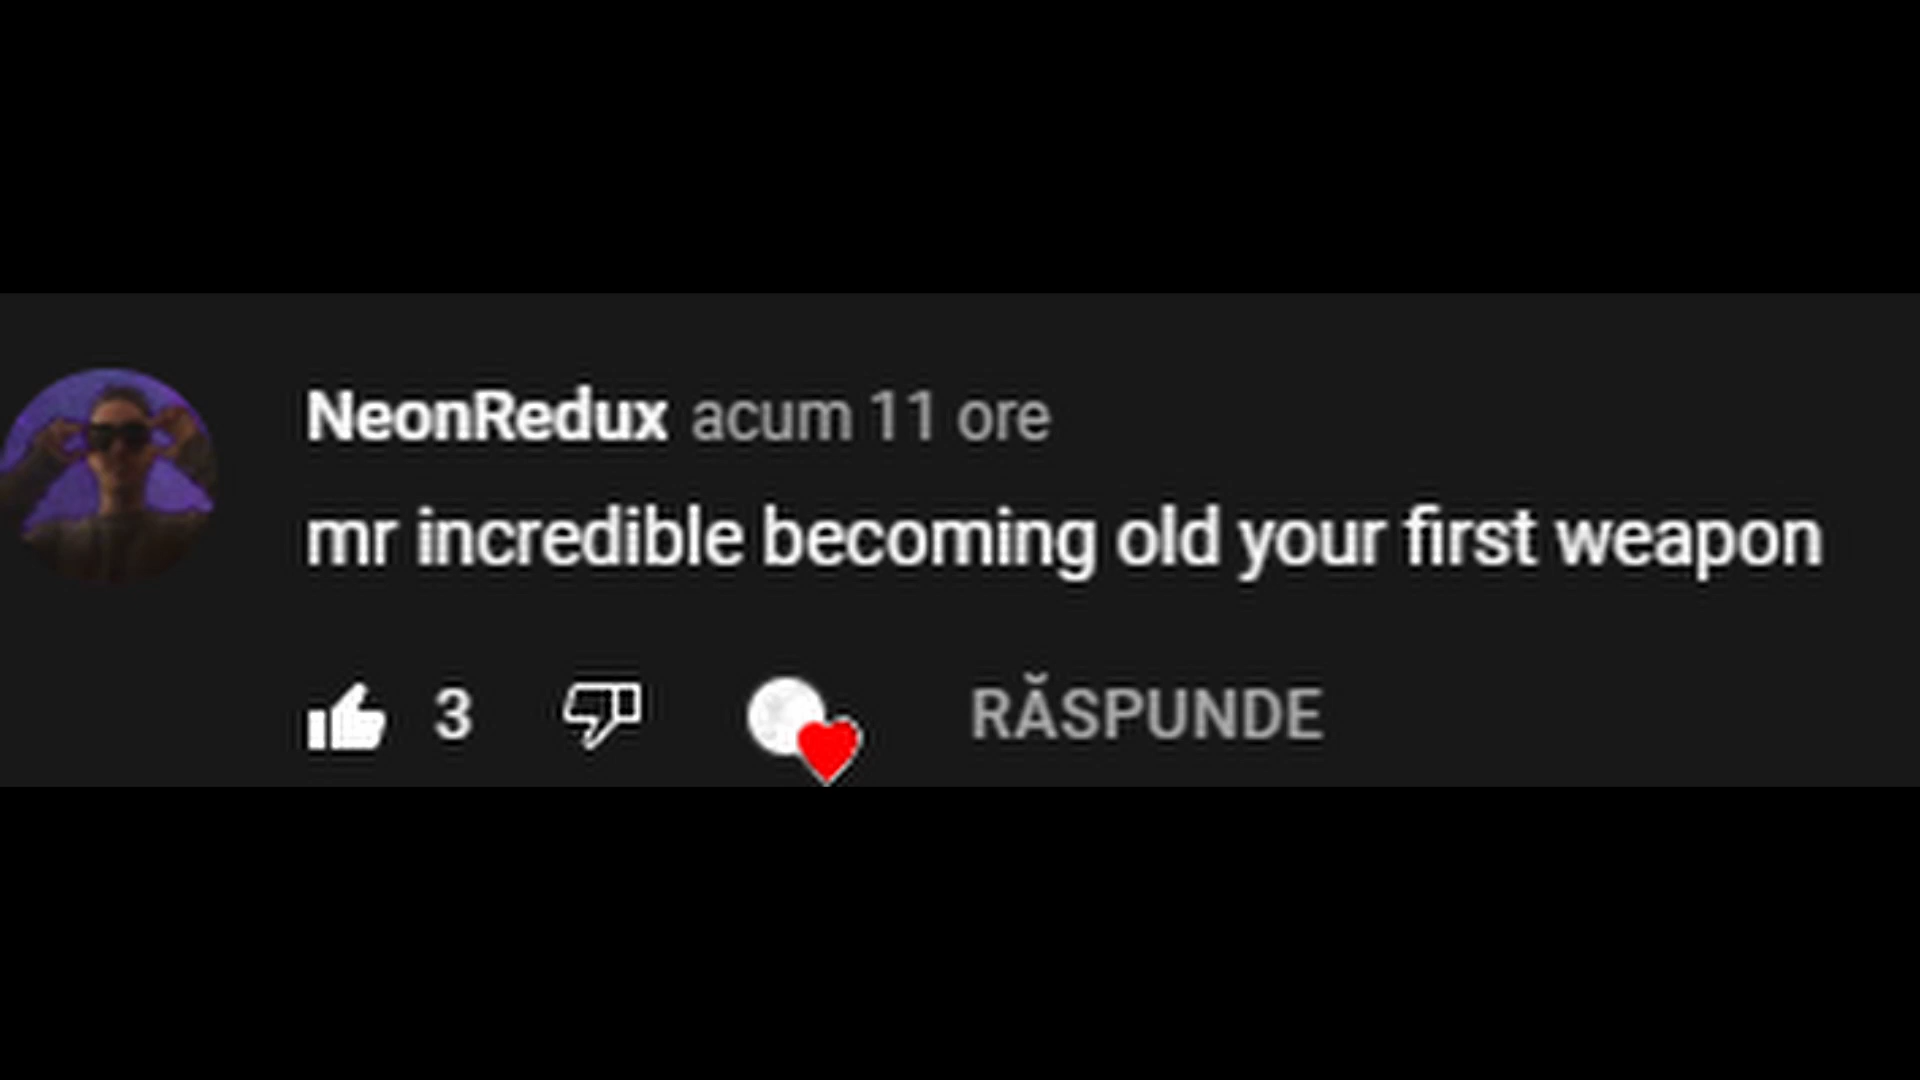 NeonRedux acum 11 ore
mr incredible becoming old your first weapon
3 RĂSPUNDE